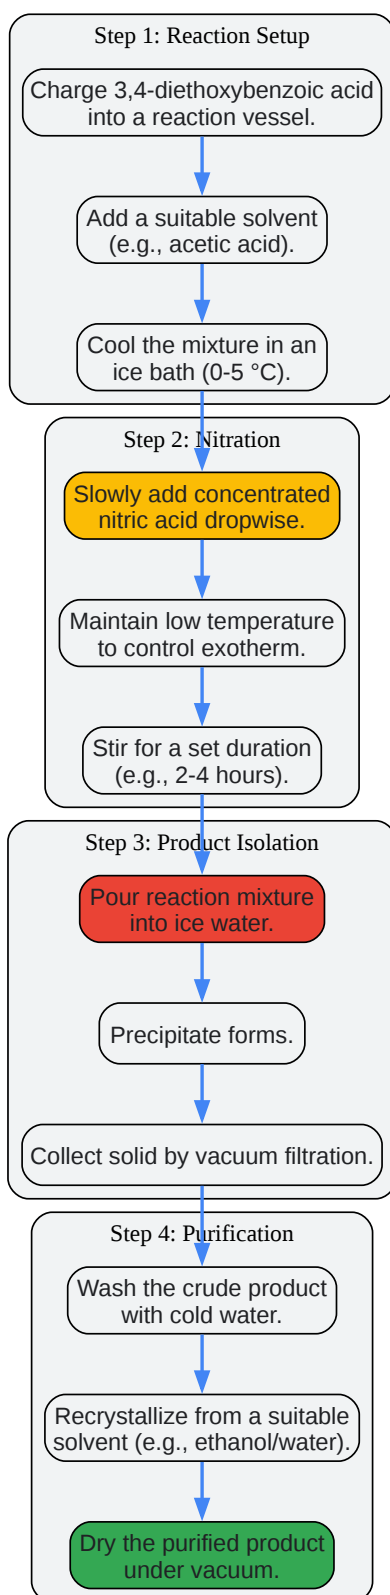 Step 1: Reaction Setup
Charge 3,4-diethoxybenzoic acid
into a reaction vessel.
Add a suitable solvent
(e.g., acetic acid).
Cool the mixture in an
ice bath (0-5 °C).
Step 2: Nitration
Slowly add concentrated
nitric acid dropwise.
Maintain low temperature
to control exotherm.
Stir for a set duration
(e.g., 2-4 hours).
Step 3: Product Isolation
Pour reaction mixture
into ice water.
Precipitate forms.
Collect solid by vacuum filtration.
Step 4: Purification
Wash the crude product
with cold water.
Recrystallize from a suitable
solvent (e.g., ethanol/water).
Dry the purified product
under vacuum.